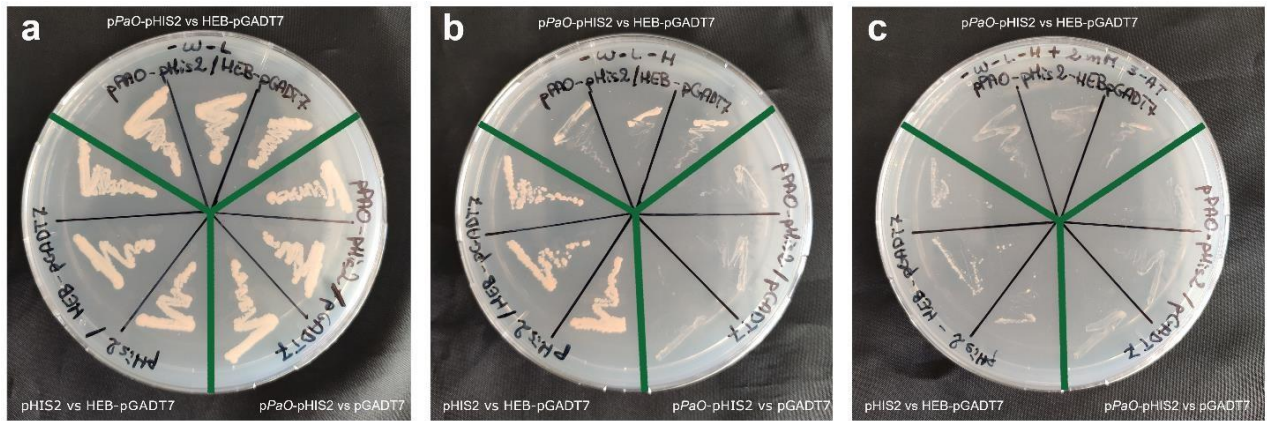 a
pPaO-pHIS2 vs HEB-pGADT7
- W - L
pPAO-pHis2/HEB-pGADT7
pPAO-pHis2/pGADT7
pHis2 / HEB-pGADT7
pHIS2 vs HEB-pGADT7
pPaO-pHIS2 vs pGADT7
b
pPaO-pHIS2 vs HEB-pGADT7
- W - L - H
pPAO-pHis2/HEB-pGADT7
pPAO-pHis2/pGADT7
pHis2/HEB-pGADT7
pHIS2 vs HEB-pGADT7
pPaO-pHIS2 vs pGADT7
c
pPaO-pHIS2 vs HEB-pGADT7
-W-L-H + 2mM 3-AT
pPAO-pHis2-HEBpGADT7
pPAO-pHis2/pGADT7
pHis2 - HEB-pGADT7
pHIS2 vs HEB-pGADT7
pPaO-pHIS2 vs pGADT7